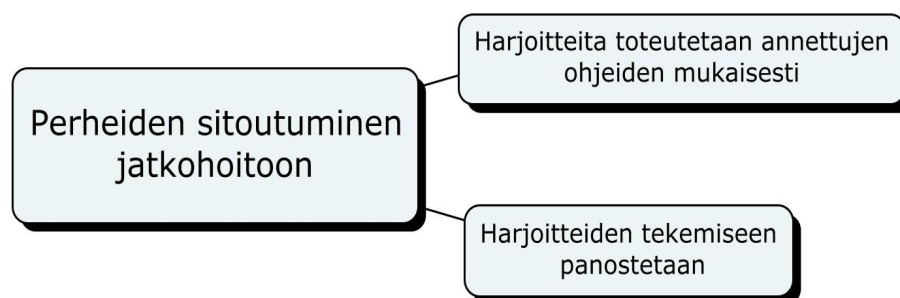 Harjoitteita toteutetaan annettujen
ohjeiden mukaisesti
Perheiden sitoutuminen
jatkohoitoon
Harjoitteiden tekemiseen
panostetaan